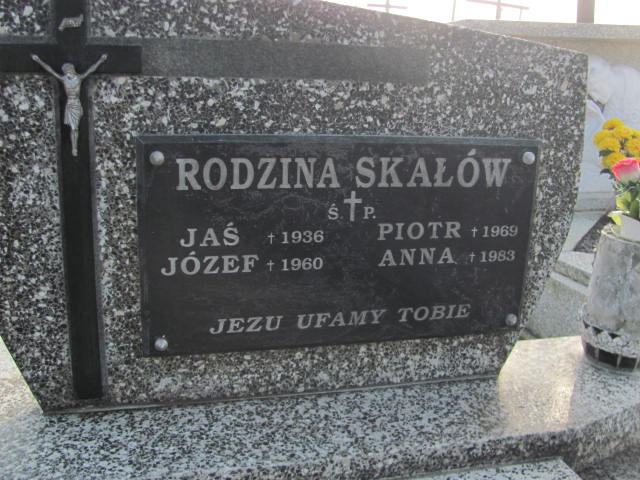 RODZINA SKAŁÓW
Ś. P.
JAŚ † 1936 PIOTR † 1969
JÓZEF † 1960 ANNA † 1983
JEZU UFAMY TOBIE